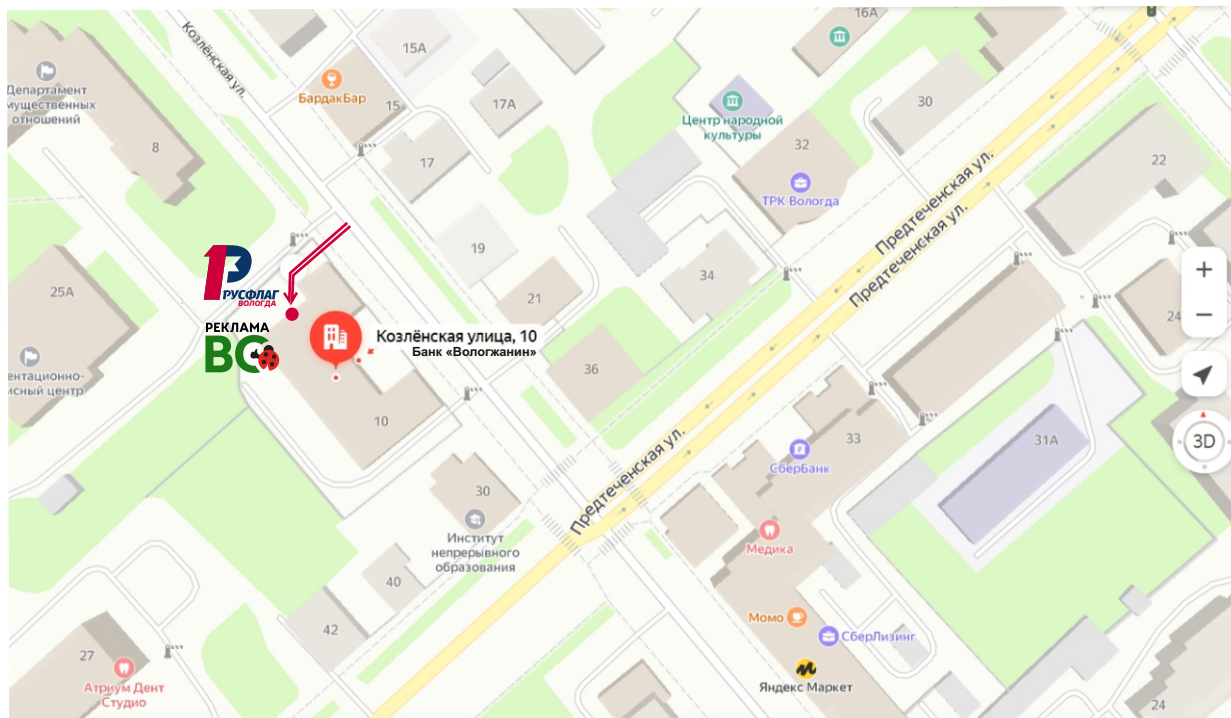 Козлёнская ул.
16А
15А
БардакБар
15
17А
Департамент
мущественных
отношений
8
17
Центр народной
культуры
30
32
22
ТРК Вологда
Предтеченская ул.
Предтеченская ул.
19
34
25А
1Р
РУСФЛАГ
ВОЛОГДА
РЕКЛАМА
ВО
21
24
Козлёнская улица, 10
Банк «Вологжанин»
ентационно-
исный центр
36
10
Предтеченская ул.
33
СберБанк
31А
3D
30
Институт
непрерывного
образования
Медика
40
42
Момо
СберЛизинг
27
Атриум Дент
Студио
Яндекс Маркет
24